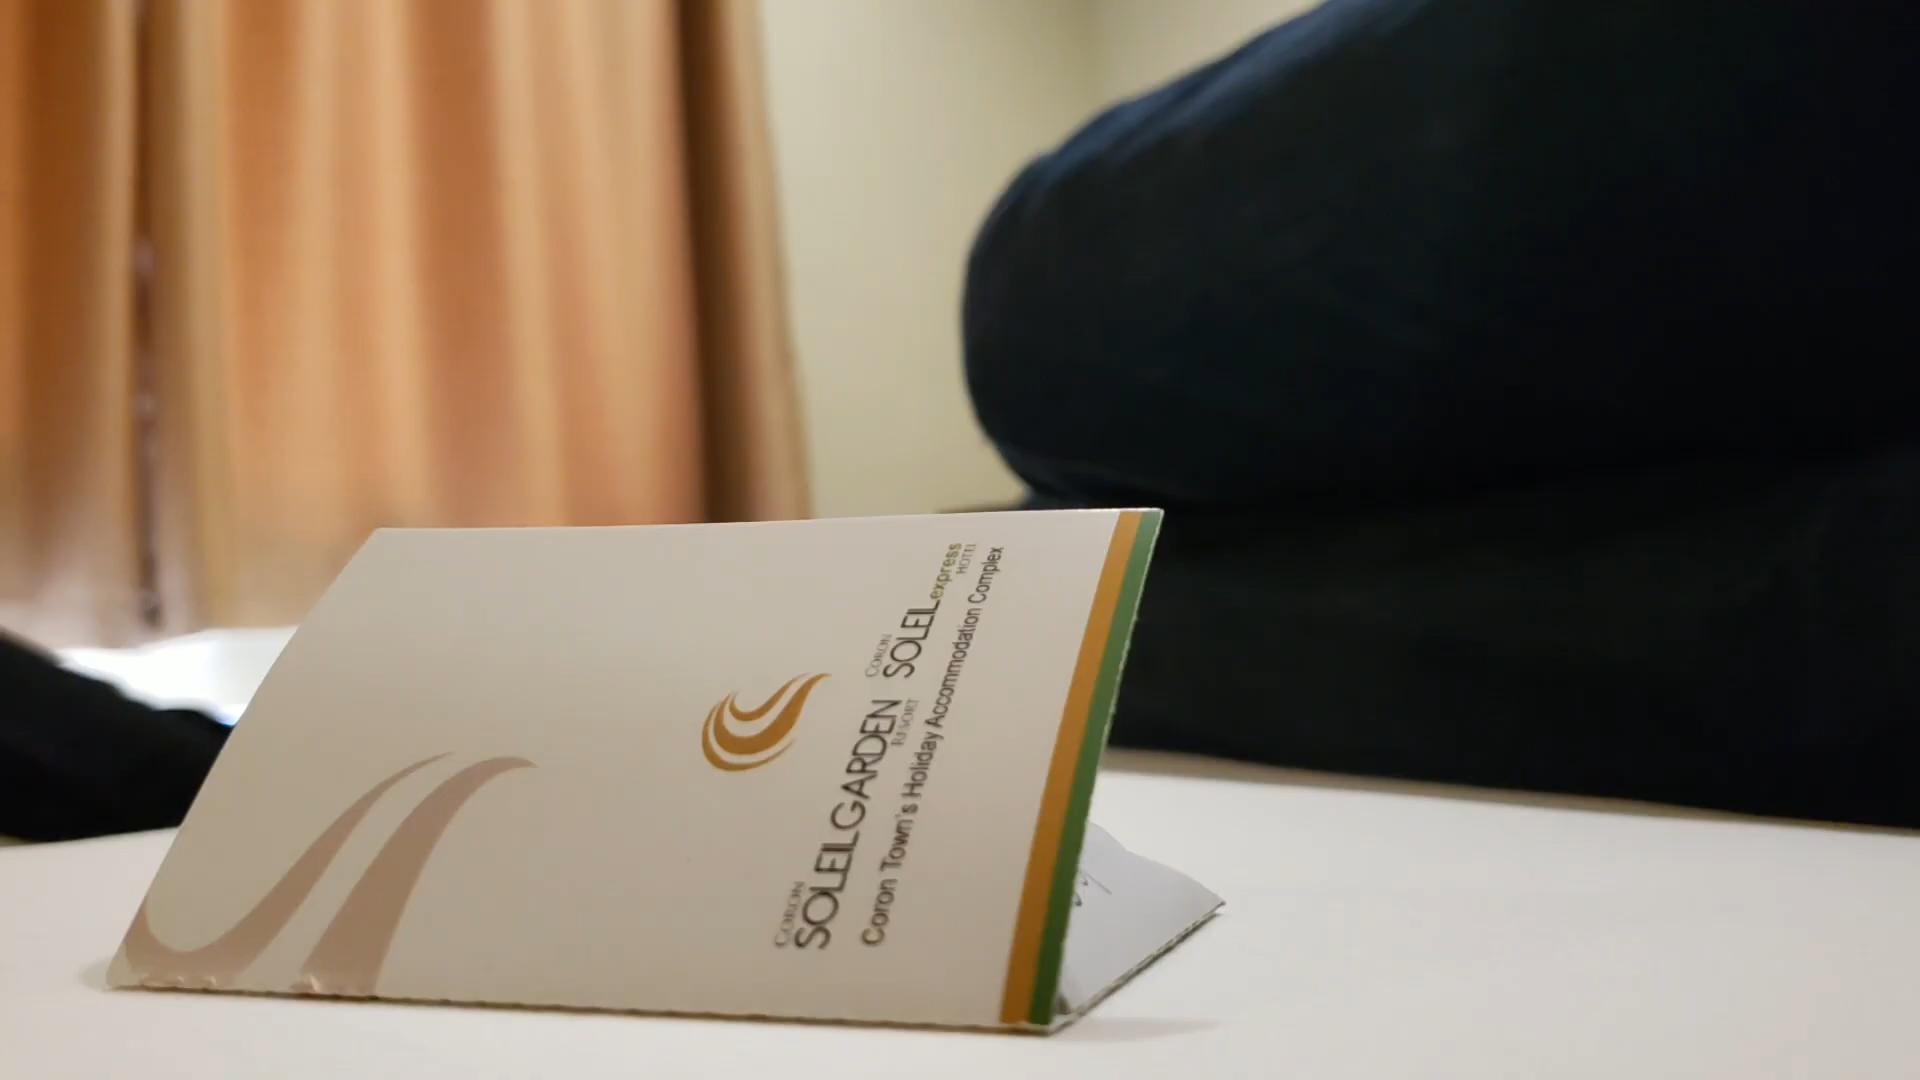 CORON
SOLEILGARDEN
RESORT
CORON
SOLEILexpress
HOTEL
Coron Town's Holiday Accommodation Complex